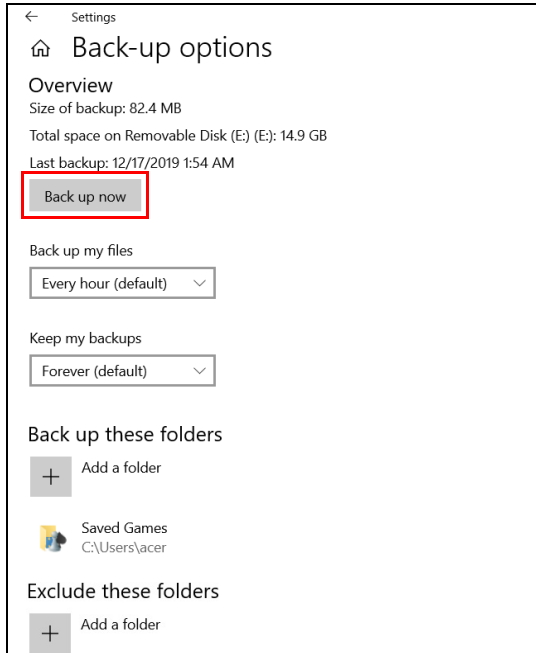 Settings
Back-up options
Overview
Size of backup: 82.4 MB
Total space on Removable Disk (E:) (E:): 14.9 GB
Last backup: 12/17/2019 1:54 AM
Back up now
Back up my files
Every hour (default)
Keep my backups
Forever (default)
Back up these folders
Add a folder
Saved Games
C:\Users\acer
Exclude these folders
Add a folder